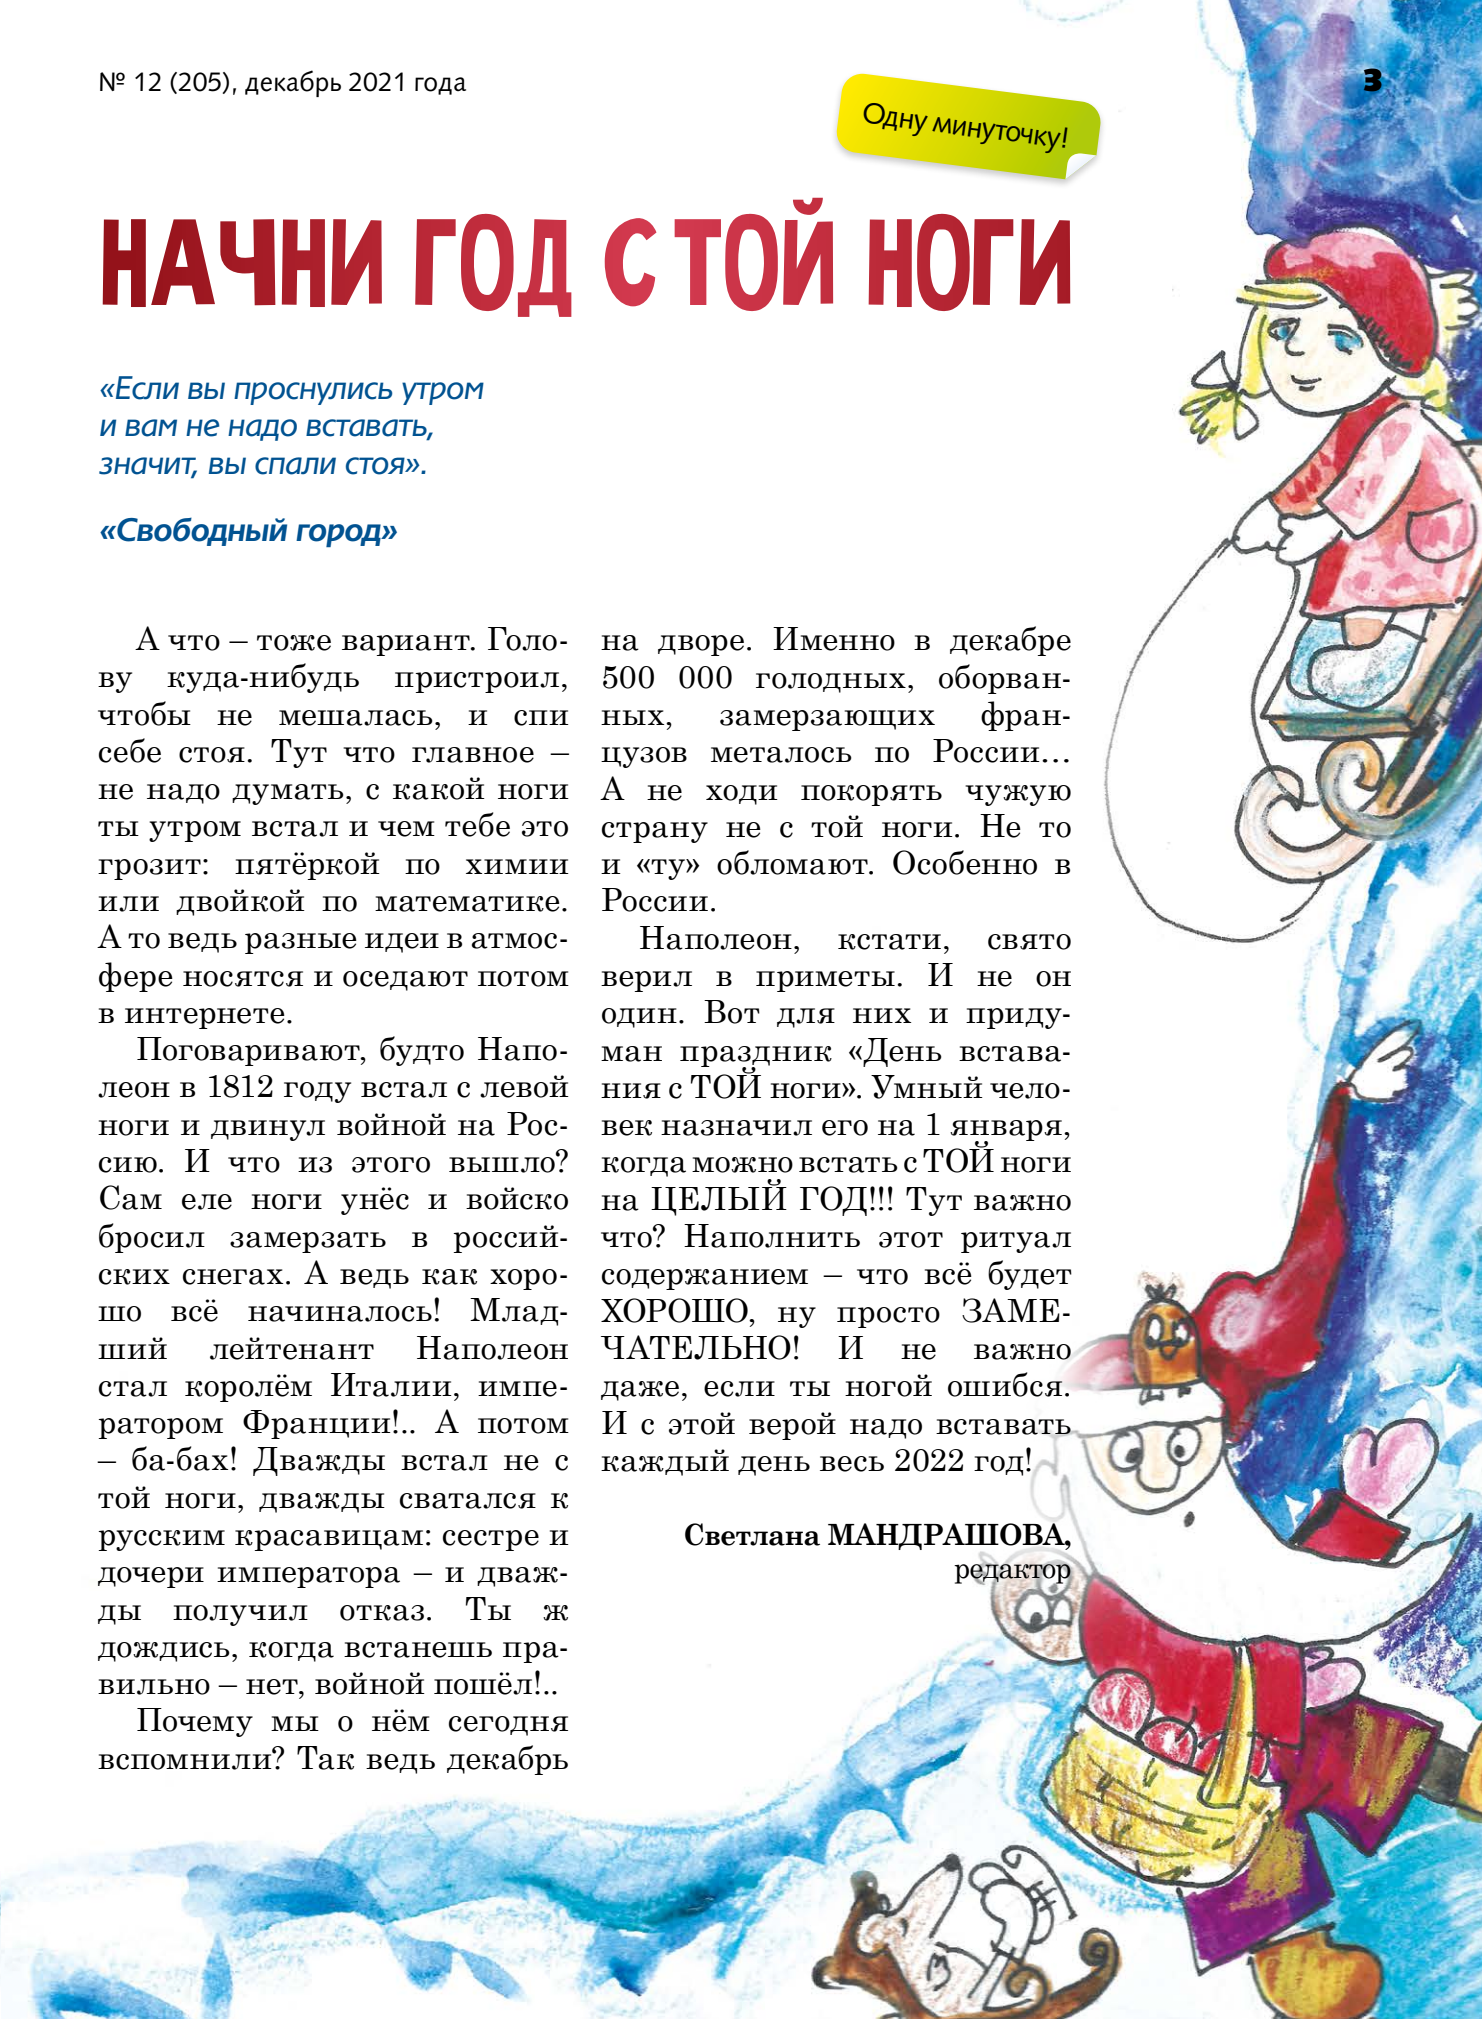 № 12 (205), декабрь 2021 года
3
Одну минуточку!
НАЧНИ ГОД С ТОЙ НОГИ
«Если вы проснулись утром
и вам не надо вставать,
значит, вы спали стоя».
«Свободный город»
А что – тоже вариант. Голо-
ву куда-нибудь пристроил,
чтобы не мешалась, и спи
себе стоя. Тут что главное –
не надо думать, с какой ноги
ты утром встал и чем тебе это
грозит: пятёркой по химии
или двойкой по математике.
А то ведь разные идеи в атмос-
фере носятся и оседают потом
в интернете.
Поговаривают, будто Напо-
леон в 1812 году встал с левой
ноги и двинул войной на Рос-
сию. И что из этого вышло?
Сам еле ноги унёс и войско
бросил замерзать в россий-
ских снегах. А ведь как хоро-
шо всё начиналось! Млад-
ший лейтенант Наполеон
стал королём Италии, импе-
ратором Франции!.. А потом
– ба-бах! Дважды встал не с
той ноги, дважды сватался к
русским красавицам: сестре и
дочери императора – и дваж-
ды получил отказ. Ты ж
дождись, когда встанешь пра-
вильно – нет, войной пошёл!..
Почему мы о нём сегодня
вспомнили? Так ведь декабрь
на дворе. Именно в декабре
500 000 голодных, оборван-
ных, замерзающих фран-
цузов металось по России...
А не ходи покорять чужую
страну не с той ноги. Не то
и «ту» обломают. Особенно в
России.
Наполеон, кстати, свято
верил в приметы. И не он
один. Вот для них и приду-
ман праздник «День встава-
ния с ТОЙ ноги». Умный чело-
век назначил его на 1 января,
когда можно встать с ТОЙ ноги
на ЦЕЛЫЙ ГОД!!! Тут важно
что? Наполнить этот ритуал
содержанием – что всё будет
ХОРОШО, ну просто ЗАМЕ-
ЧАТЕЛЬНО! И не важно
даже, если ты ногой ошибся.
И с этой верой надо вставать
каждый день весь 2022 год!
Светлана МАНДРАШОВА,
редактор